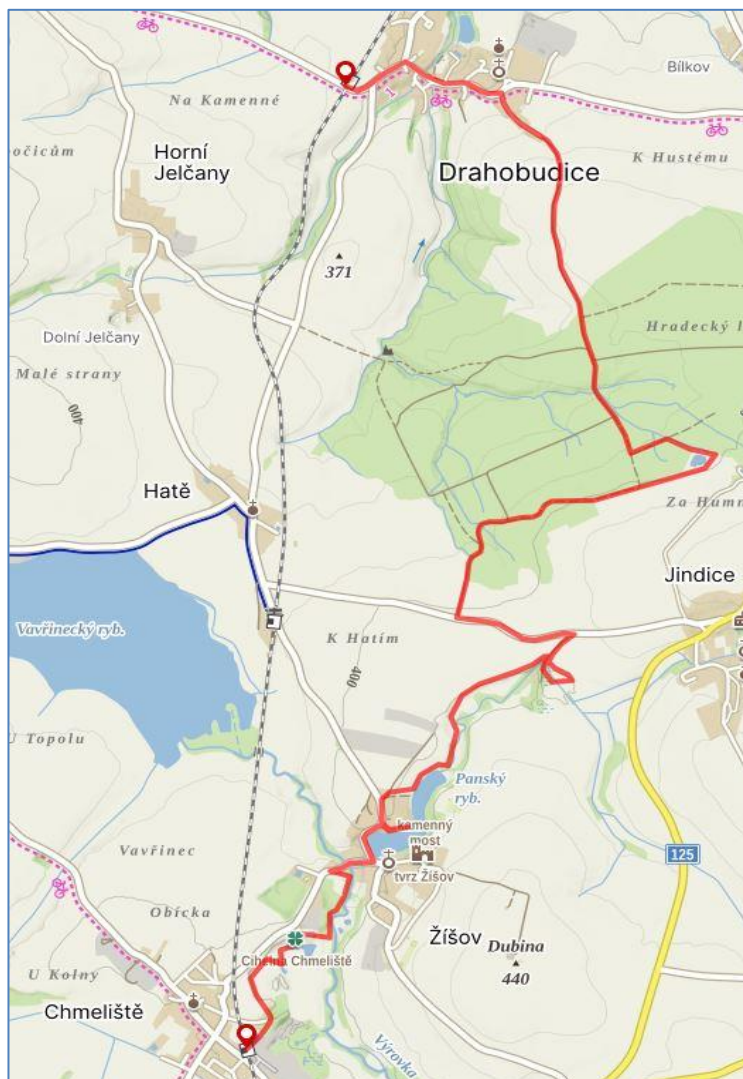 Bílkov
Na Kamenné
1
očicům
Horní
Jelčany
K Hustému
Drahobudice
371
Hradecký l
Dolní Jelčany
Malé strany
400
Hatě
Za Humn
Jindice
Vavřinecký ryb.
K Hatím
400
U Topolu
Panský
ryb.
kamenný
most
125
Vavřinec
tvrz Žíšov
Obícka
Žíšov
Dubina
440
Cihelna Chmeliště
U Kolny
Chmeliště
Výrovka